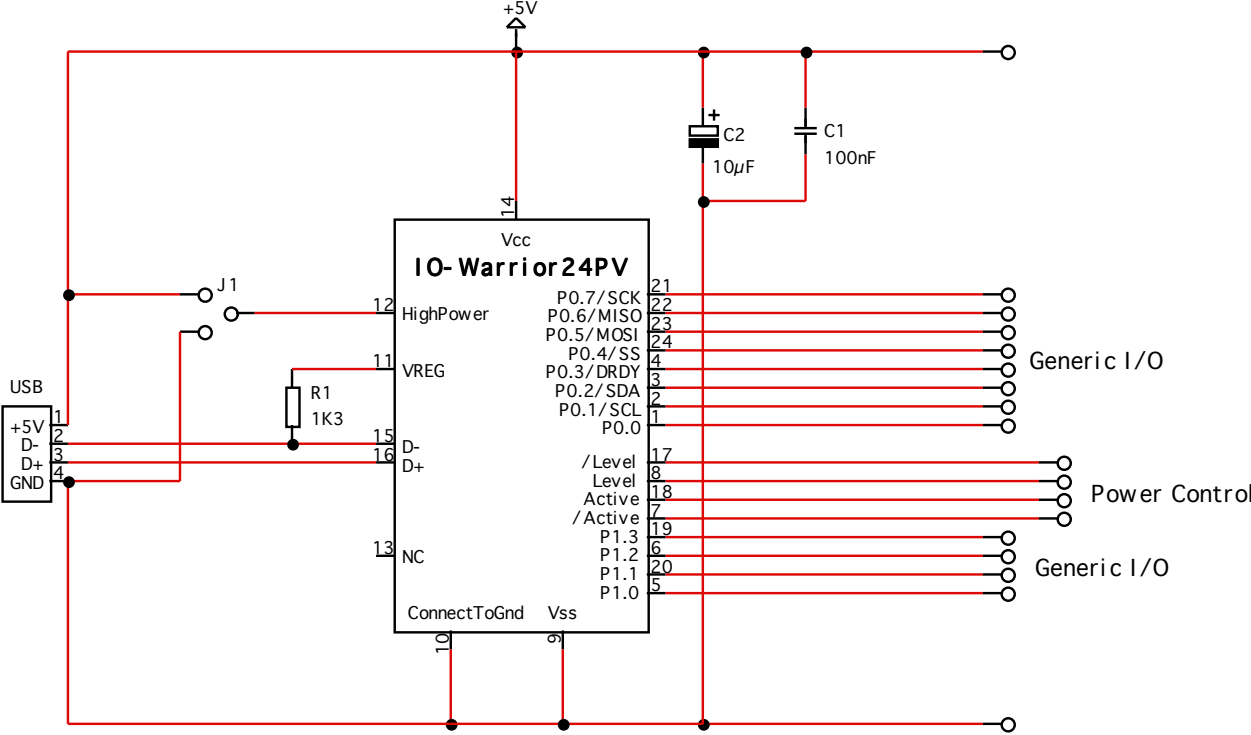 +5V
+
C2
10µF
C1
100nF
14
Vcc
IO-Warrior24PV
J1
12
HighPower
11
VREG
R1
1K3
USB
+5V
1
D-
2
D+
3
GND
4
15
D-
16
D+
13
NC
P0.7/SCK
21
P0.6/MISO
22
P0.5/MOSI
23
P0.4/SS
24
P0.3/DRDY
4
P0.2/SDA
3
P0.1/SCL
2
P0.0
1
Generic I/O
/Level
17
Level
8
Active
18
/Active
7
Power Control
P1.3
19
P1.2
6
P1.1
20
P1.0
5
Generic I/O
ConnectToGnd
Vss
10
9